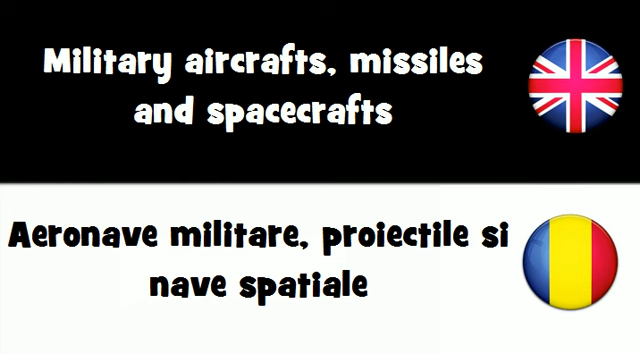 Military aircrafts, missiles
and spacecrafts
Aeronave militare, proiectile si
nave spatiale